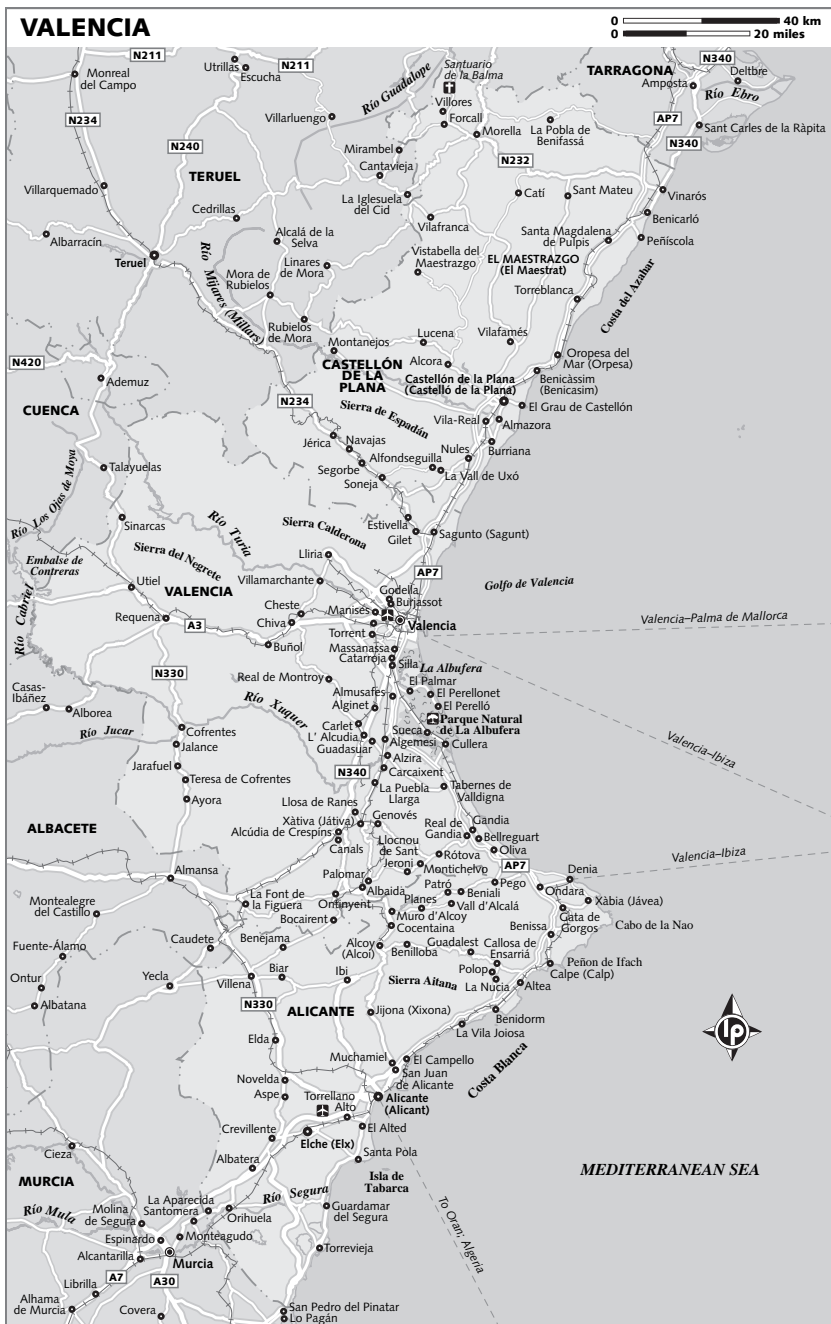 VALENCIA
0 40 km
0 20 miles
N211
N211
N340
Monreal
del Campo
Utrillas
Escucha
Santuario
de la Balma
TARRAGONA
Deltbre
Amposta
Río Ebro
Río Guadalope
Villores
Forcall
Villarluengo
N234
AP7
Sant Carles de la Ràpita
Morella
La Pobla de
Benifassá
N240
N340
Mirambel
N232
TERUEL
Cantavieja
Villarquemado
La Iglesuela
del Cid
Catí
Sant Mateu
Vinarós
Cedrillas
Benicarló
Vilafranca
Albarracín
Alcalá de la
Selva
Santa Magdalena
de Pulpis
Peñíscola
Teruel
Río Mijares (Millars)
Linares
de Mora
Vistabella del
Maestrazgo
EL MAESTRAZGO
(El Maestrat)
Mora de
Rubielos
Torreblanca
Costa del Azahar
Rubielos
de Mora
Montanejos
Lucena
Vilafamés
N420
Alcora
Oropesa del
Mar (Orpesa)
CASTELLÓN
DE LA
PLANA
Ademuz
Castellón de la Plana
(Castelló de la Plana)
Benicàssim
(Benicasim)
CUENCA
N234
El Grau de Castellón
Sierra de Espadán
Vila-Real
Almazora
Jérica
Navajas
Nules
Burriana
Alfondseguilla
Talayuelas
Segorbe
Soneja
La Vall de Uxó
Río Los Ojas de Moya
Sinarcas
Río Turia
Sierra Calderona
Estivella
Gilet
Sagunto (Sagunt)
Embalse de
Contreras
Sierra del Negrete
Lliria
AP7
Golfo de Valencia
Utiel
VALENCIA
Villamarchante
Godella
Burjassot
Río Cabriel
Requena
A3
Cheste
Chiva
Manises
Valencia
Valencia–Palma de Mallorca
Torrent
Buñol
Massanassa
Catarroja
Silla
La Albufera
N330
Real de Montroy
El Palmar
El Perellonet
Casas-
Ibáñez
Alborea
Río Xuquer
Almusafes
Alginet
El Perelló
Parque Natural
de La Albufera
Río Jucar
Cofrentes
Carlet
L' Alcudia
Guadasuar
Sueca
Algemesí
Cullera
Valencia–Ibiza
Jalance
Alzira
Jarafuel
Teresa de Cofrentes
N340
Carcaixent
Ayora
La Puebla
Llarga
Tabernes de
Valldigna
Llosa de Ranes
ALBACETE
Xàtiva (Játiva)
Genovés
Real de
Gandia
Gandia
Bellreguart
Alcúdia de Crespíns
Canals
Llocnou
de Sant
Jeroni
Rótova
Oliva
Valencia–Ibiza
Montichelvo
AP7
Denia
Almansa
Palomar
Albaida
Patró
Pego
Ondara
Xàbia (Jávea)
La Font de
la Figuera
Ontinyent
Planes
Beniali
Vall d'Alcalá
Montealegre
del Castillo
Bocairent
Muro d'Alcoy
Gata de
Gorgos
Cabo de la Nao
Cocentaina
Benissa
Fuente-Álamo
Caudete
Benejama
Alcoy
(Alcoi)
Benilloba
Guadalest
Callosa de
Ensarriá
Peñon de Ifach
Calpe (Calp)
Ontur
Yecla
Villena
Biar
Ibi
Polop
La Nucia
Sierra Aitana
Altea
Albatana
N330
ALICANTE
Jijona (Xixona)
Benidorm
La Vila Joiosa
lp
Elda
Costa Blanca
Muchamiel
El Campello
San Juan
de Alicante
Novelda
Aspe
Torrellano
Alto
Alicante
(Alicant)
Crevillente
El Alted
Elche (Elx)
Cieza
Santa Pola
Albatera
Isla de
Tabarca
MEDITERRANEAN SEA
MURCIA
La Aparecida
Santomera
Río Segura
Río Mula
Molina
de Segura
Orihuela
Guardamar
del Segura
To Oran; Algeria
Espinardo
Monteagudo
Alcantarilla
Murcia
Torrevieja
A7
Librilla
A30
Alhama
de Murcia
Covera
San Pedro del Pinatar
Lo Pagán